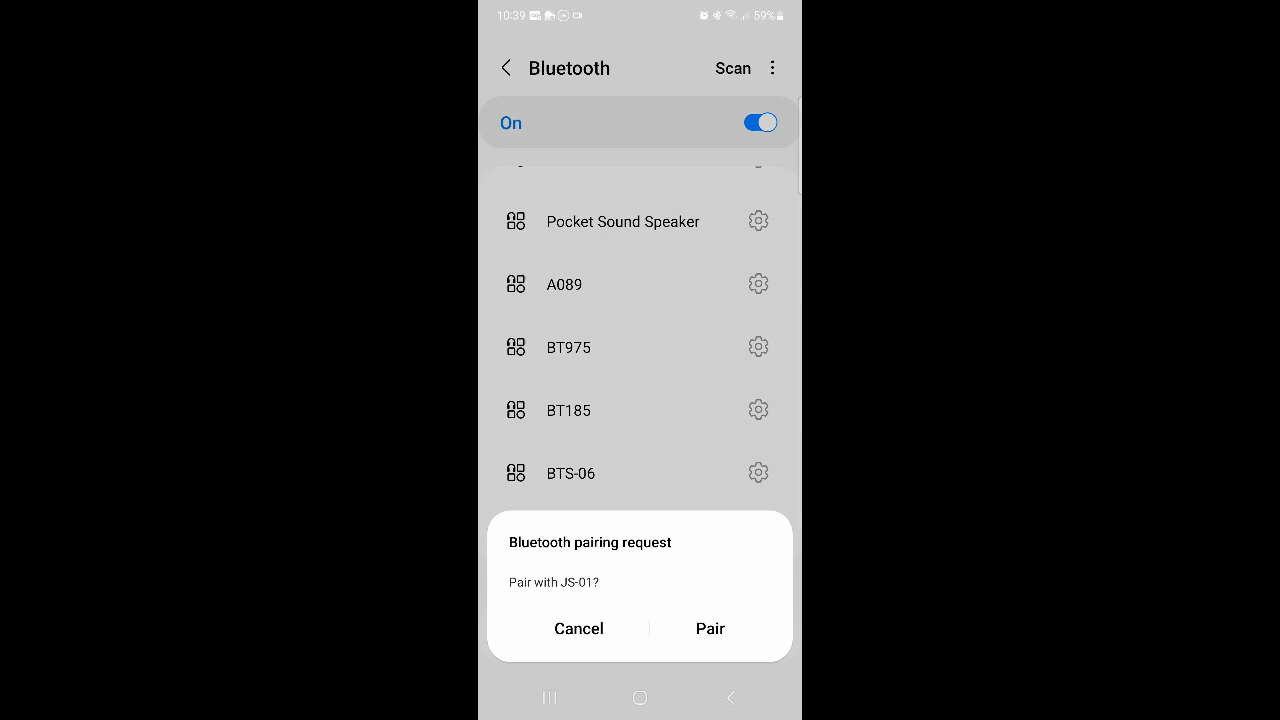 10:39 59%
Bluetooth Scan
On
Pocket Sound Speaker
A089
BT975
BT185
BTS-06
Bluetooth pairing request
Pair with JS-01?
Cancel Pair